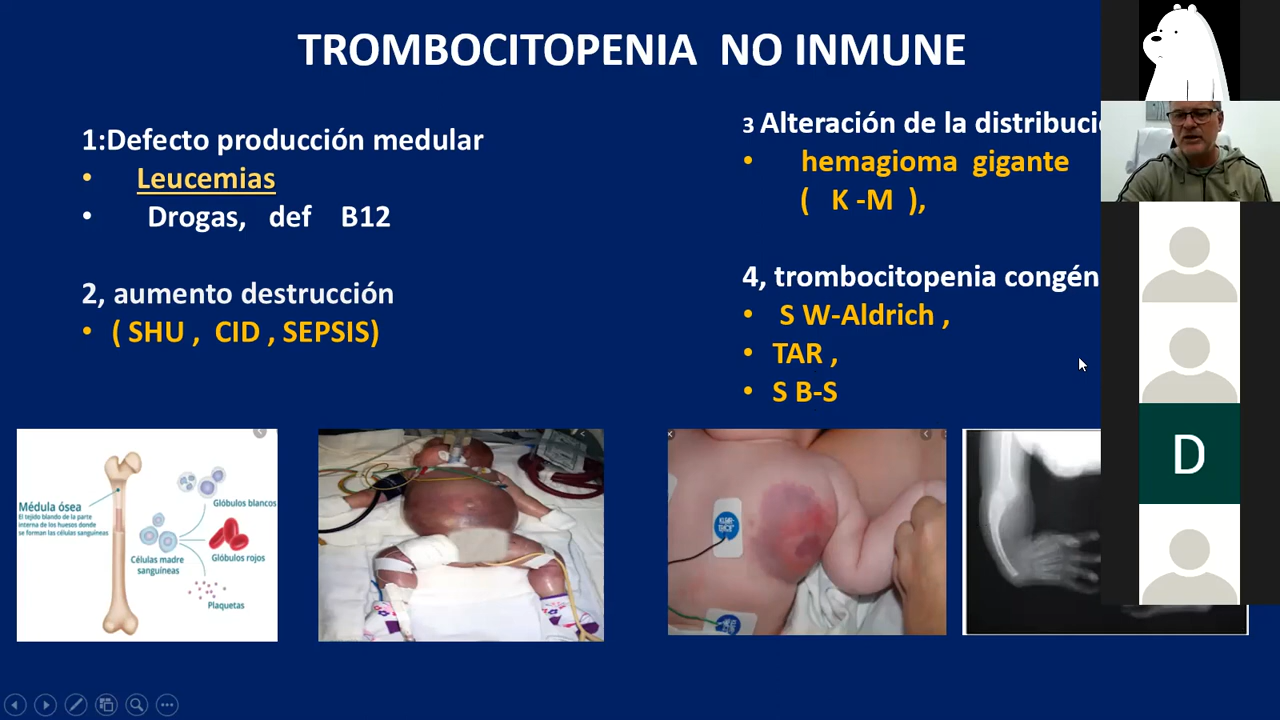 TROMBOCITOPENIA NO INMUNE
1:Defecto producción medular
• Leucemias
• Drogas, def B12
2, aumento destrucción
• ( SHU , CID , SEPSIS)
3 Alteración de la distribuci
• hemagioma gigante
( K -M ),
4, trombocitopenia congén
• S W-Aldrich ,
• TAR ,
• S B-S
Médula ósea
El tejido blando de la parte
interna de los huesos donde
se forman las células sanguíneas
Glóbulos blancos
Células madre
sanguíneas
Glóbulos rojos
Plaquetas
D